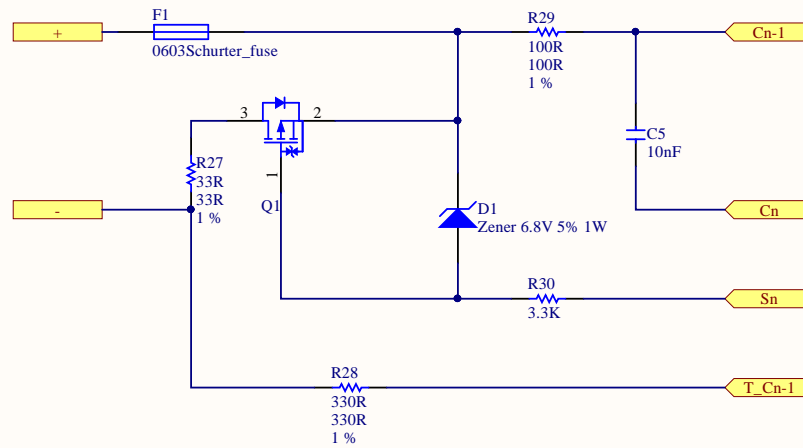 F1
+
0603Schurter_fuse
R29
100R
100R
1 %
Cn-1
3
2
1
Q1
R27
33R
33R
1 %
-
C5
10nF
Cn
D1
Zener 6.8V 5% 1W
R30
3.3K
Sn
R28
330R
330R
1 %
T_Cn-1